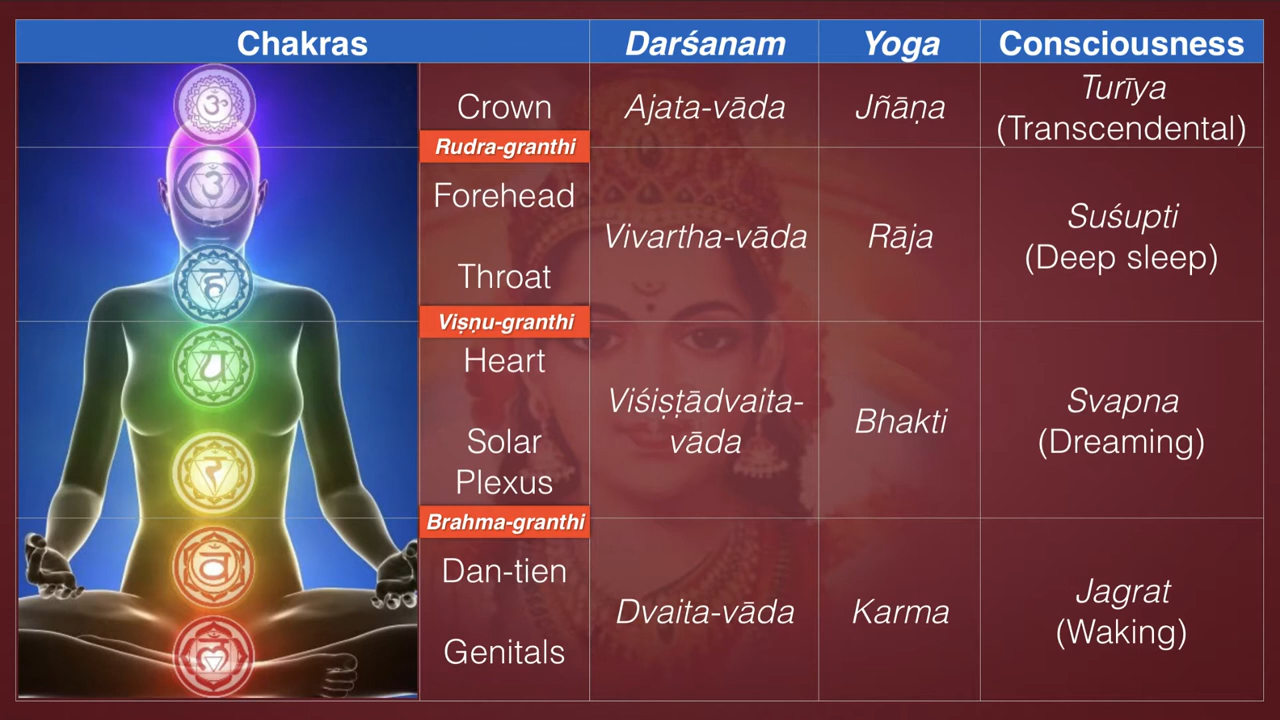 Chakras
Darśanam
Yoga
Consciousness
Crown
Ajata-vāda
Jñāṇa
Turīya
(Transcendental)
Rudra-granthi
Forehead
Throat
Vivartha-vāda
Rāja
Suśupti
(Deep sleep)
Viṣṇu-granthi
Heart
Solar
Plexus
Viśiṣṭādvaita-
vāda
Bhakti
Svapna
(Dreaming)
Brahma-granthi
Dan-tien
Genitals
Dvaita-vāda
Karma
Jagrat
(Waking)
ॐ
ॐ
हं
यं
रं
वं
लं